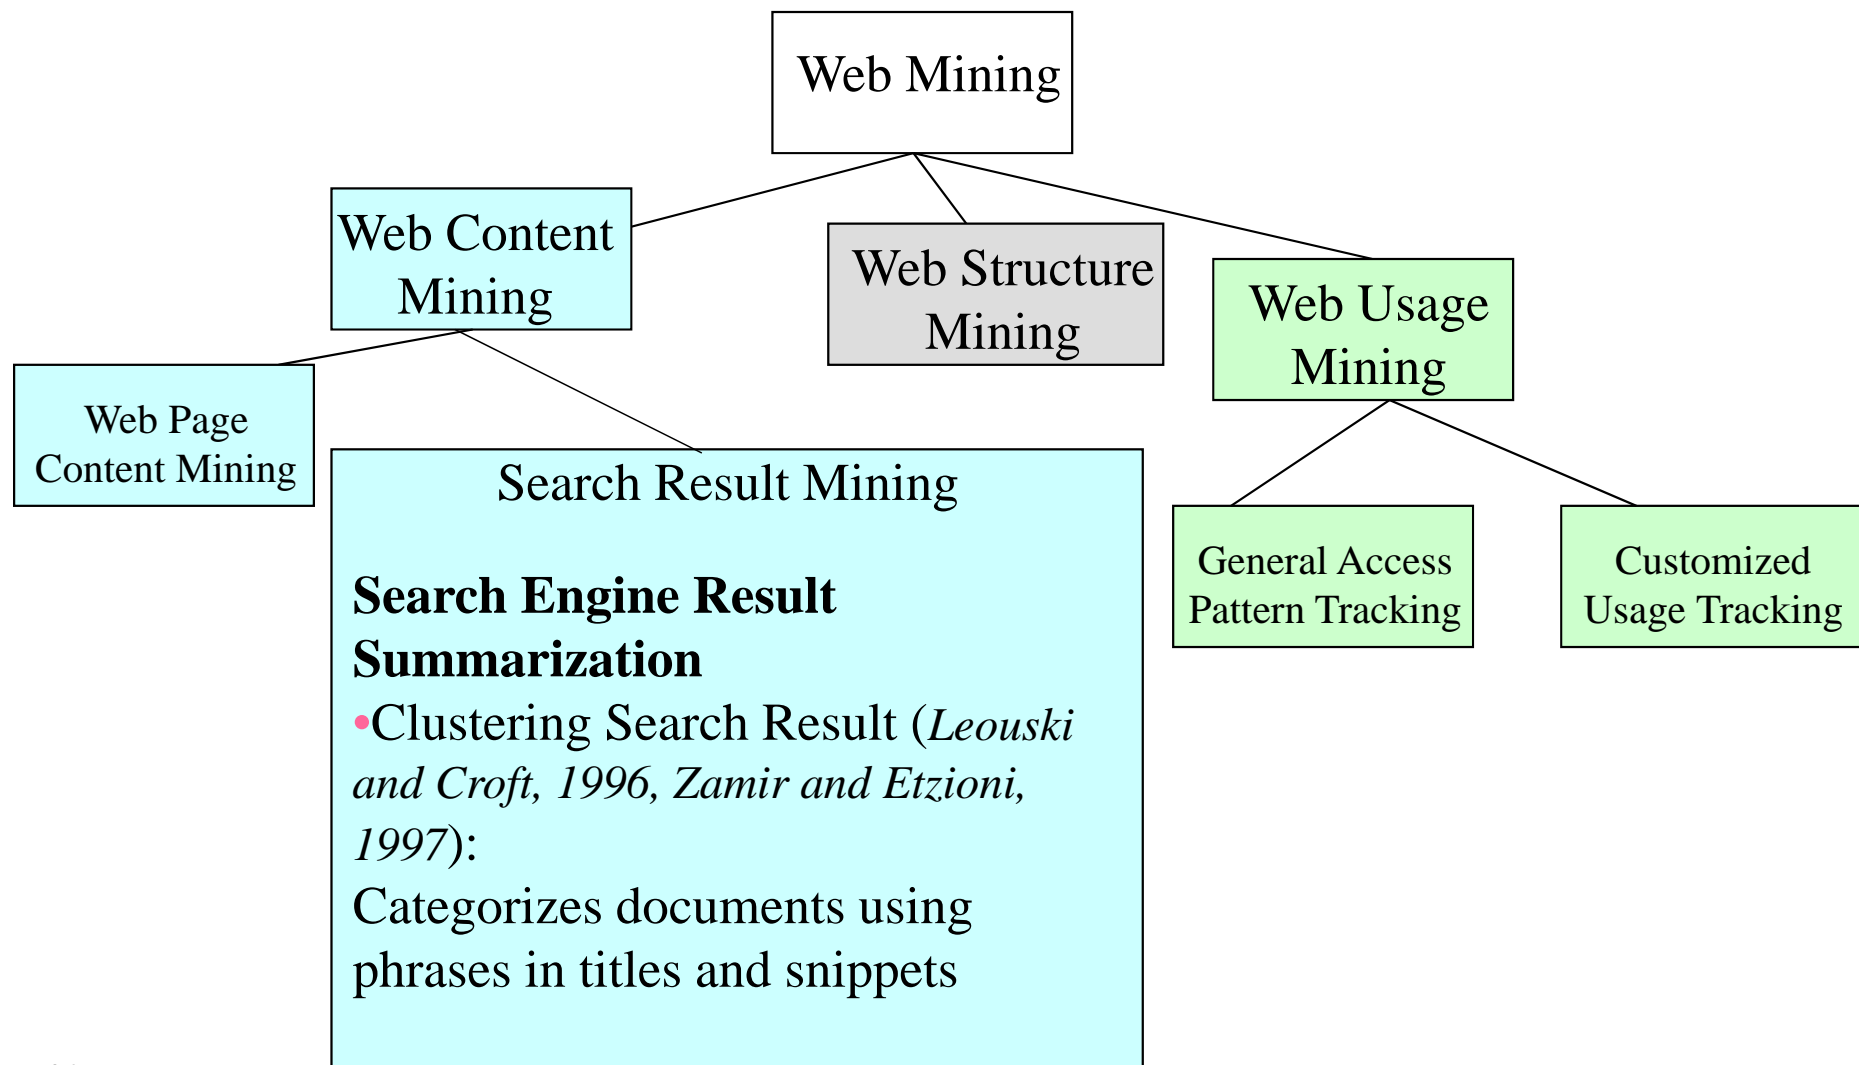 Web Mining
Web Content
Mining
Web Structure
Mining
Web Usage
Mining
Web Page
Content Mining
Search Result Mining
Search Engine Result
Summarization
•Clustering Search Result (Leouski
and Croft, 1996, Zamir and Etzioni,
1997):
Categorizes documents using
phrases in titles and snippets
General Access
Pattern Tracking
Customized
Usage Tracking